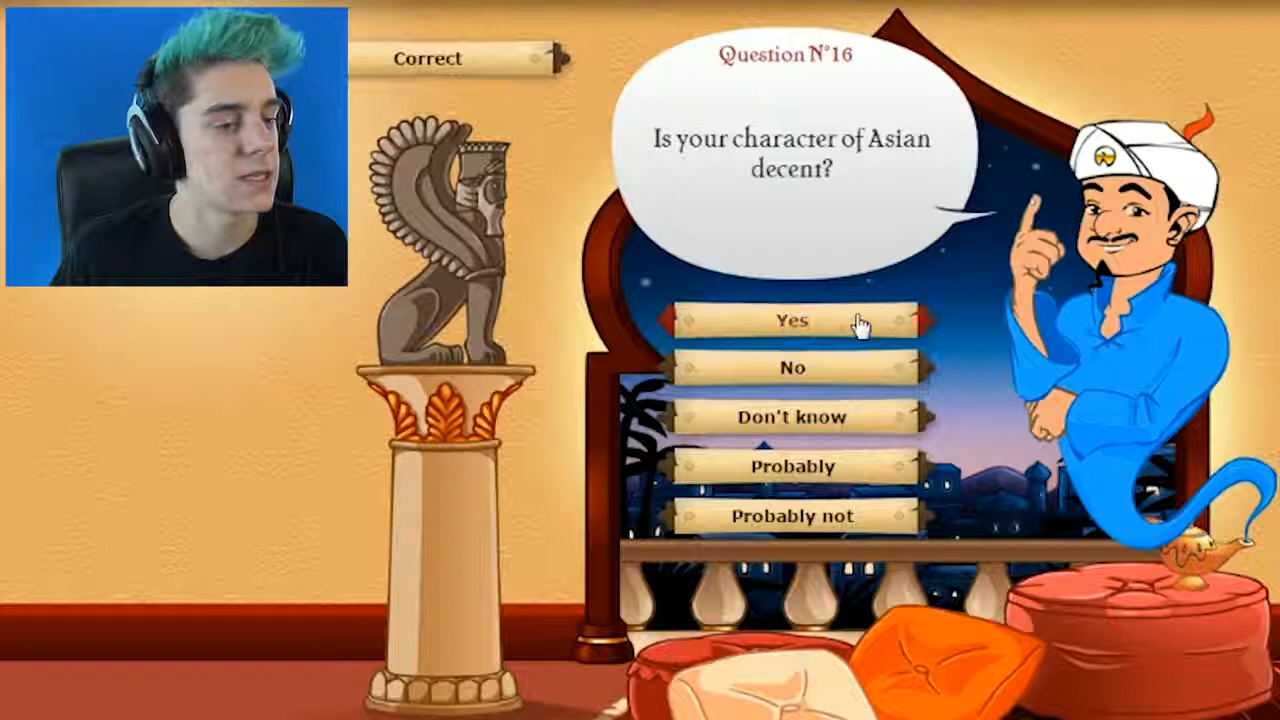 Correct
Question N°16
Is your character of Asian
decent?
Yes
No
Don't know
Probably
Probably not